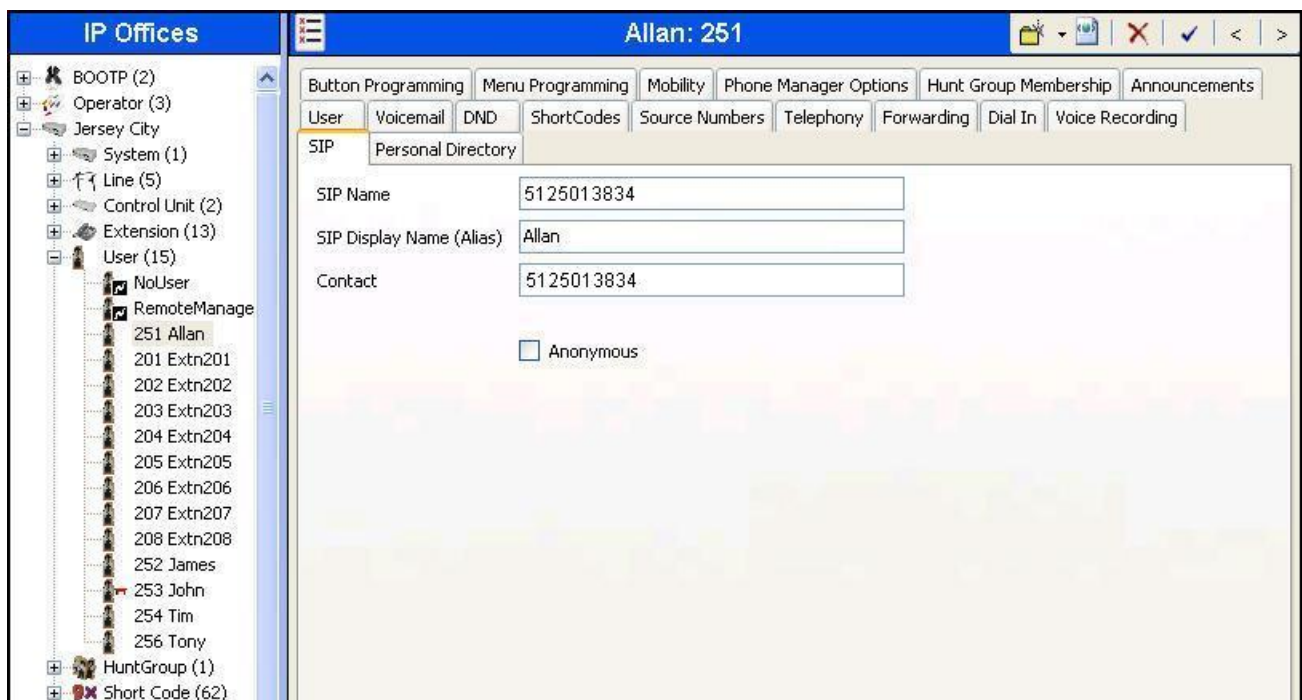 IP Offices
BOOTP (2)
Operator (3)
Jersey City
System (1)
Line (5)
Control Unit (2)
Extension (13)
User (15)
NoUser
RemoteManage
251 Allan
201 Extn201
202 Extn202
203 Extn203
204 Extn204
205 Extn205
206 Extn206
207 Extn207
208 Extn208
252 James
253 John
254 Tim
256 Tony
HuntGroup (1)
Short Code (62)
Allan: 251
Button Programming Menu Programming Mobility Phone Manager Options Hunt Group Membership Announcements
User Voicemail DND ShortCodes Source Numbers Telephony Forwarding Dial In Voice Recording
SIP Personal Directory
SIP Name 5125013834
SIP Display Name (Alias) Allan
Contact 5125013834
Anonymous